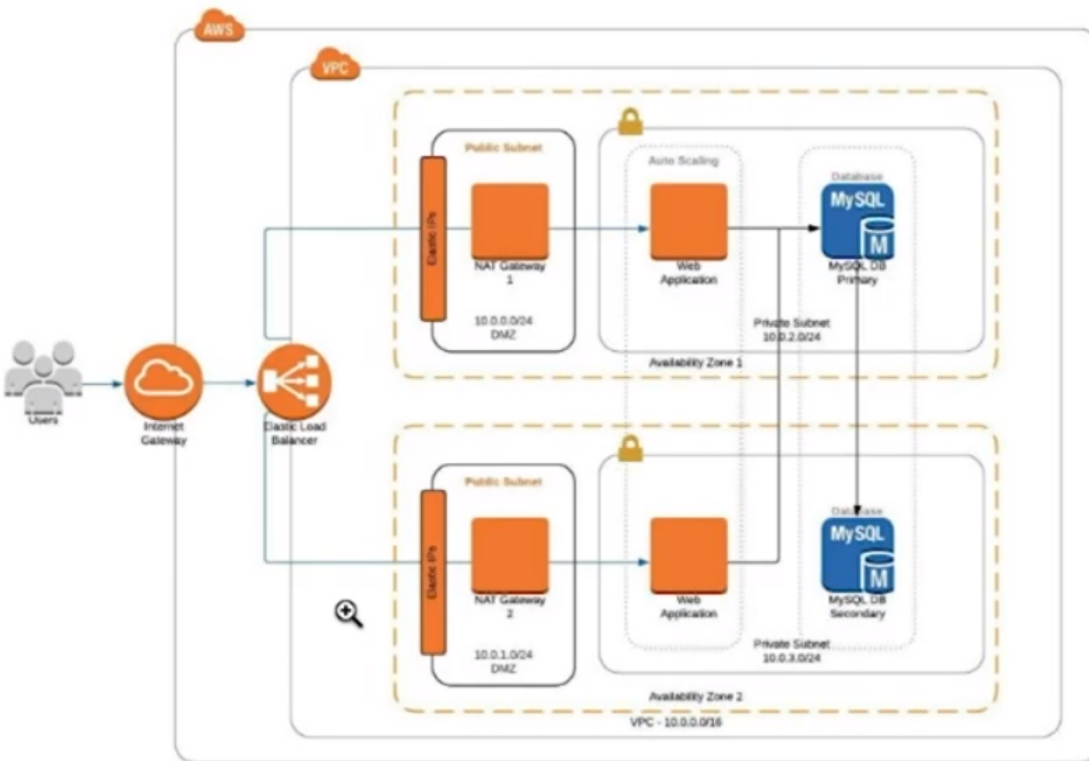 AWS
VPC
Public Subnet
Elastic IPs
NAT Gateway
1
10.0.0.0/24
DMZ
Auto Scaling
Web
Application
Database
MySQL
M
MySQL DB
Primary
Private Subnet
10.0.2.0/24
Availability Zone 1
Users
Internet
Gateway
Elastic Load
Balancer
Public Subnet
Elastic IPs
NAT Gateway
2
10.0.1.0/24
DMZ
Web
Application
Database
MySQL
M
MySQL DB
Secondary
Private Subnet
10.0.3.0/24
Availability Zone 2
VPC - 10.0.0.0/16